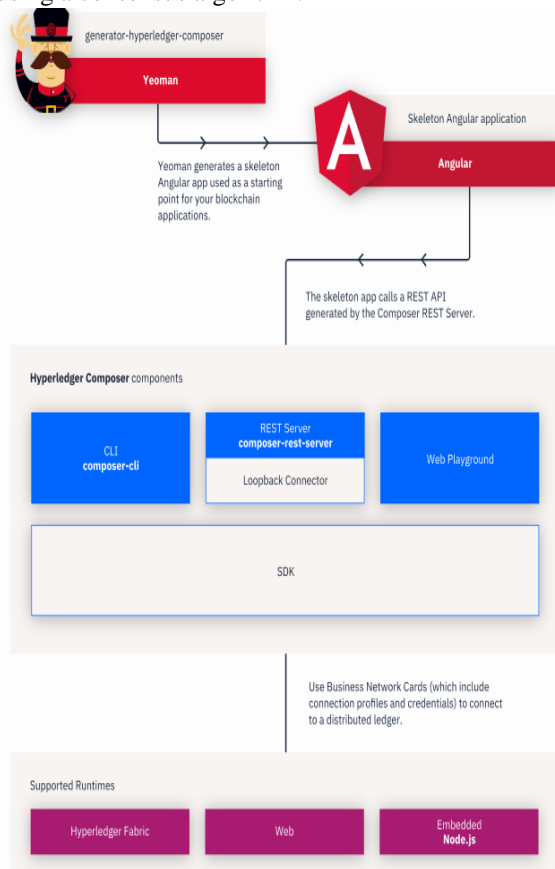 using a consensus algorithm.
generator-hyperledger-composer
Yeoman
Skeleton Angular application
A
Angular
Yeoman generates a skeleton
Angular app used as a starting
point for your blockchain
applications.
The skeleton app calls a REST API
generated by the Composer REST Server.
Hyperledger Composer components
CLI
composer-cli
REST Server
composer-rest-server
Loopback Connector
Web Playground
SDK
Use Business Network Cards (which include
connection profiles and credentials) to connect
to a distributed ledger.
Supported Runtimes
Hyperledger Fabric
Web
Embedded
Node.js